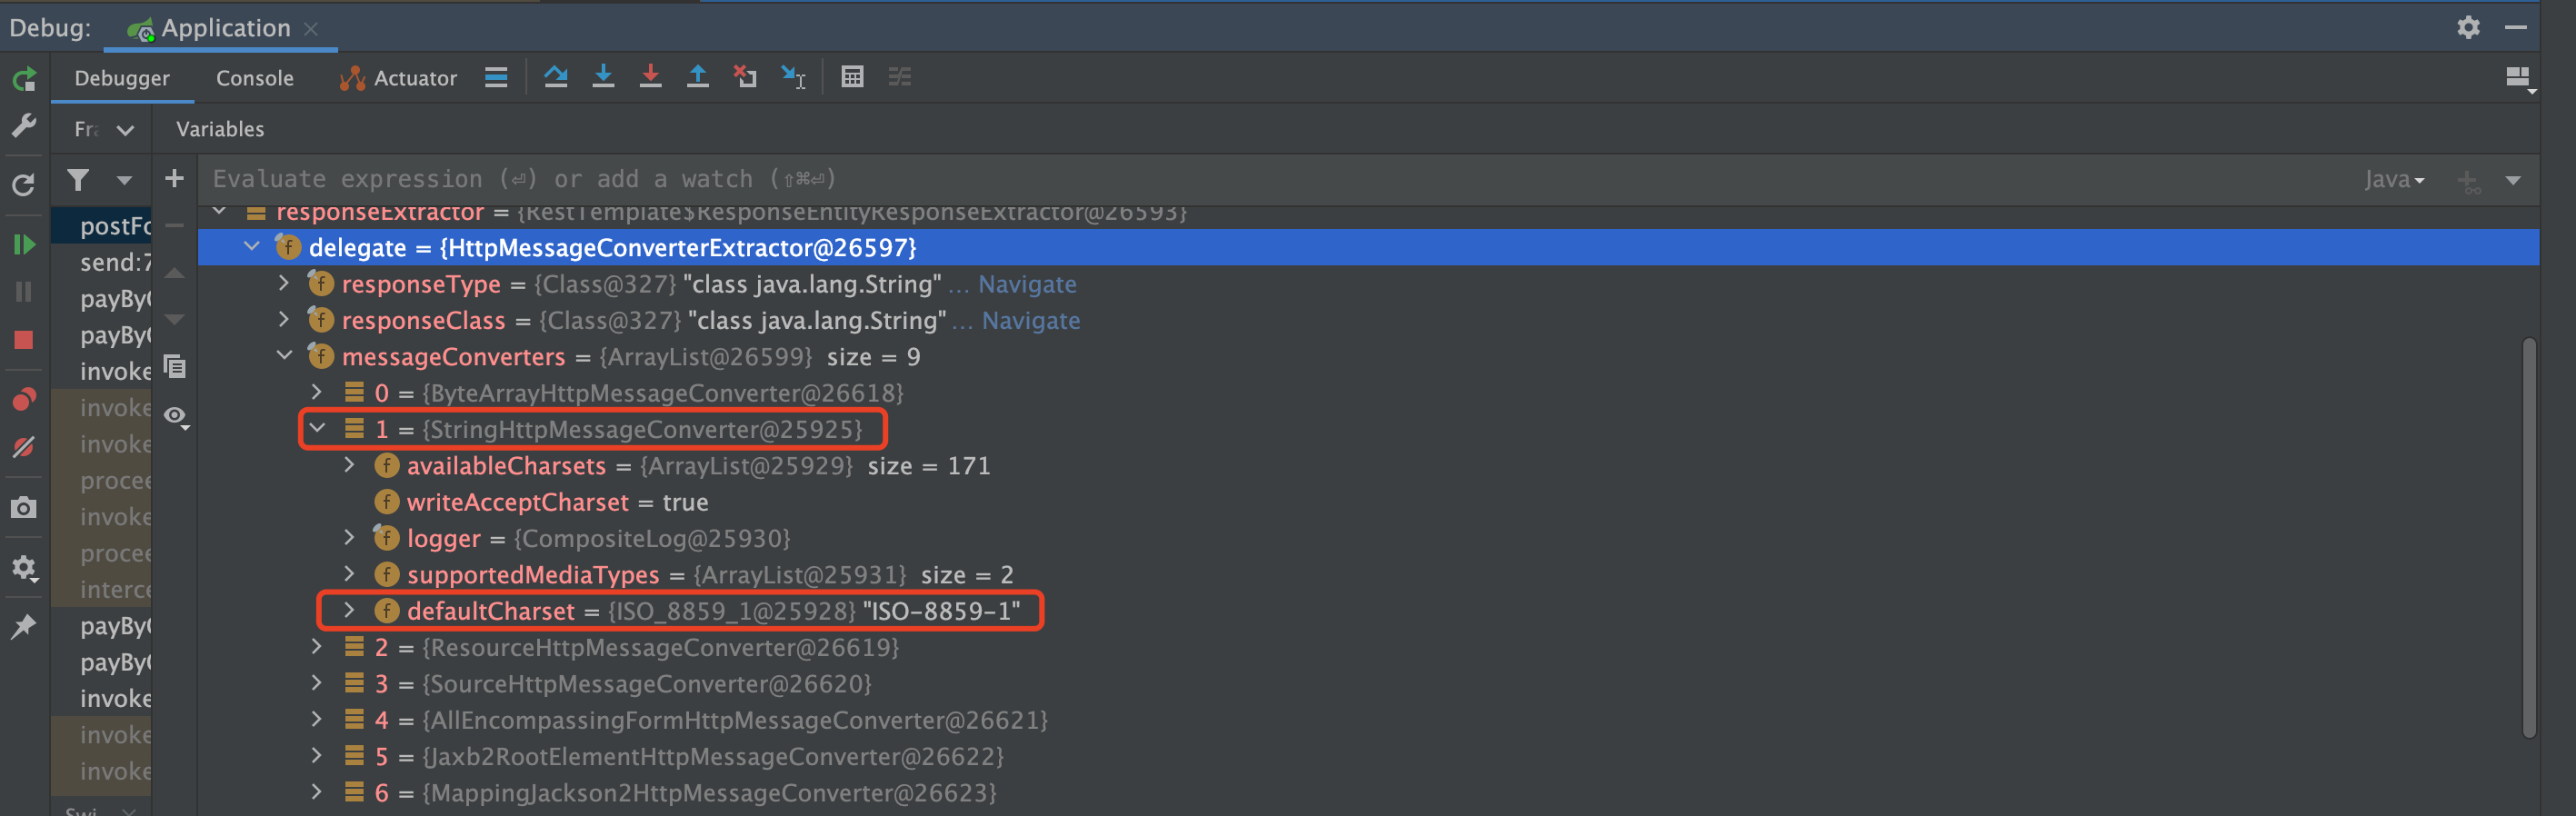 Debug: Application
Debugger Console Actuator
Variables
Evaluate expression (⏎) or add a watch (⇧⌘⏎) Java
responseExtractor = {RestTemplate$ResponseEntityResponseExtractor@26593}
postFo
delegate = {HttpMessageConverterExtractor@26597}
send:7
responseType = {Class@327} "class java.lang.String" ... Navigate
payBy
responseClass = {Class@327} "class java.lang.String" ... Navigate
payBy
messageConverters = {ArrayList@26599} size = 9
invoke
0 = {ByteArrayHttpMessageConverter@26618}
invoke
1 = {StringHttpMessageConverter@25925}
invoke
availableCharsets = {ArrayList@25929} size = 171
procee
writeAcceptCharset = true
invoke
logger = {CompositeLog@25930}
procee
supportedMediaTypes = {ArrayList@25931} size = 2
interce
defaultCharset = {ISO_8859_1@25928} "ISO-8859-1"
payBy
2 = {ResourceHttpMessageConverter@26619}
payBy
3 = {SourceHttpMessageConverter@26620}
invoke
4 = {AllEncompassingFormHttpMessageConverter@26621}
invoke
5 = {Jaxb2RootElementHttpMessageConverter@26622}
invoke
6 = {MappingJackson2HttpMessageConverter@26623}